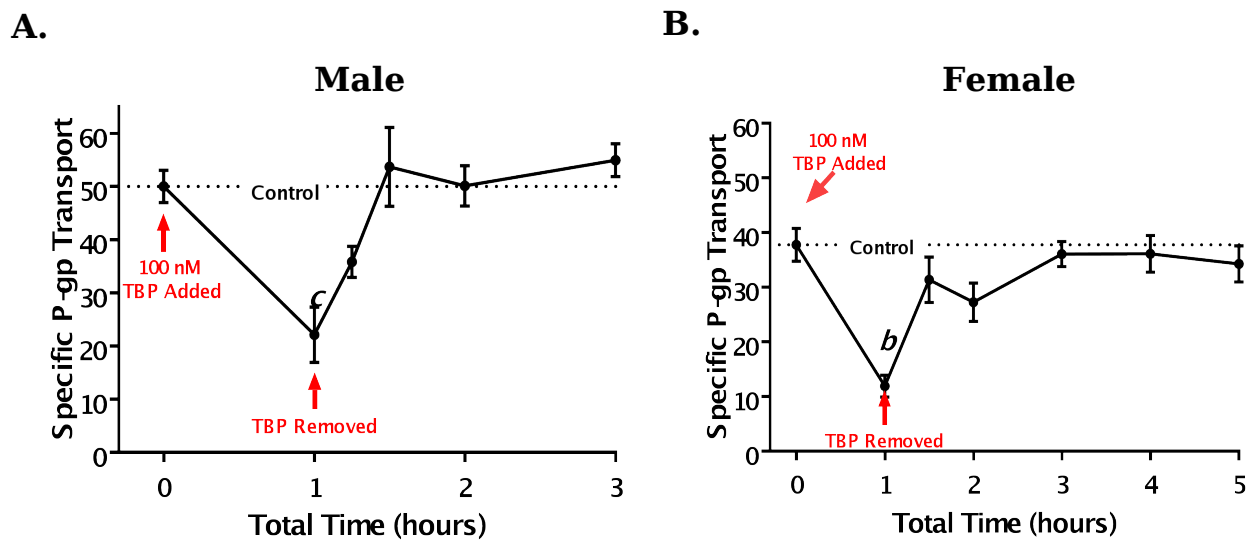 A.
Male
Specific P-gp Transport
60
50
40
30
20
10
0
Control
100 nM
TBP Added
c
TBP Removed
0 1 2 3
Total Time (hours)
B.
Female
Specific P-gp Transport
60
50
40
30
20
10
0
100 nM
TBP Added
Control
b
TBP Removed
0 1 2 3 4 5
Total Time (hours)